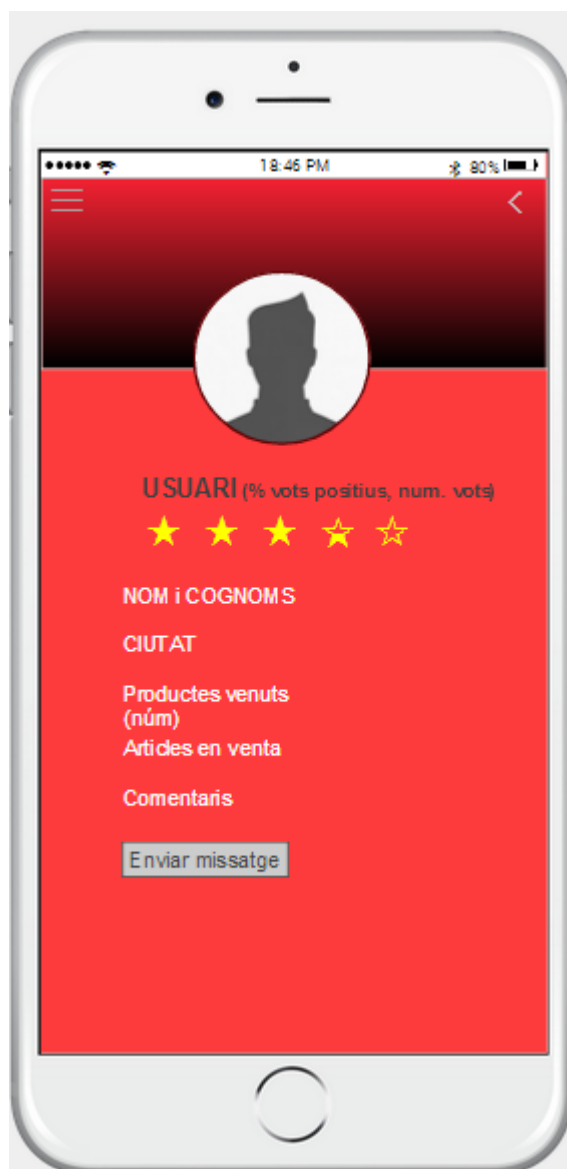 18:46 PM
80%
USUARI (% vots positius, num. vots)
NOM i COGNOMS
CIUTAT
Productes venuts
(núm)
Articles en venta
Comentaris
Enviar missatge